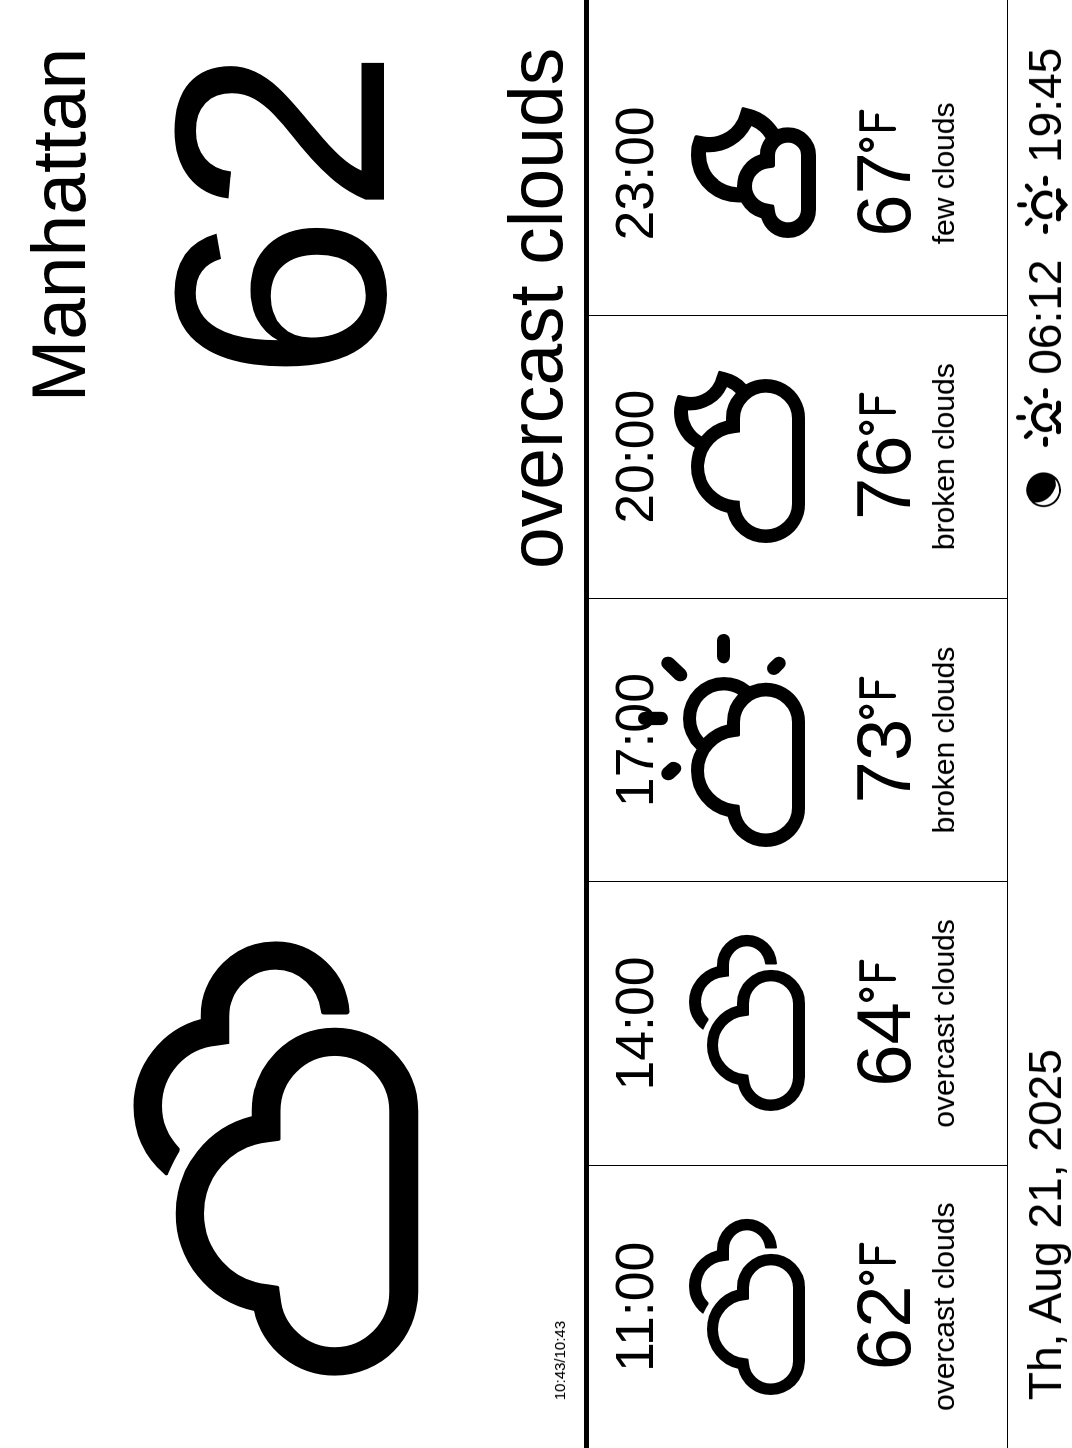 Manhattan
62
overcast clouds
10:43/10:43
11:00
62°F
overcast clouds
14:00
64°F
overcast clouds
17:00
73°F
broken clouds
20:00
76°F
broken clouds
23:00
67°F
few clouds
Th, Aug 21, 2025
06:12
19:45